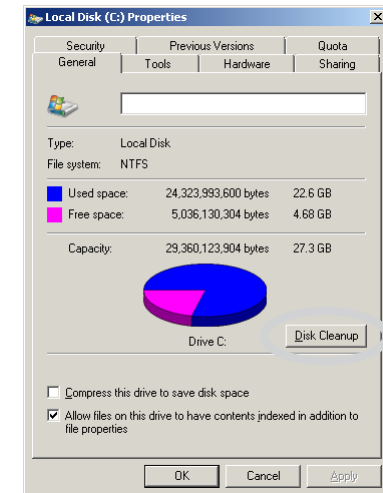 Local Disk (C:) Properties
Security Previous Versions Quota
General Tools Hardware Sharing
Type: Local Disk
File system: NTFS
Used space: 24,323,993,600 bytes 22.6 GB
Free space: 5,036,130,304 bytes 4.68 GB
Capacity: 29,360,123,904 bytes 27.3 GB
Drive C: Disk Cleanup
Compress this drive to save disk space
Allow files on this drive to have contents indexed in addition to
file properties
OK Cancel Apply